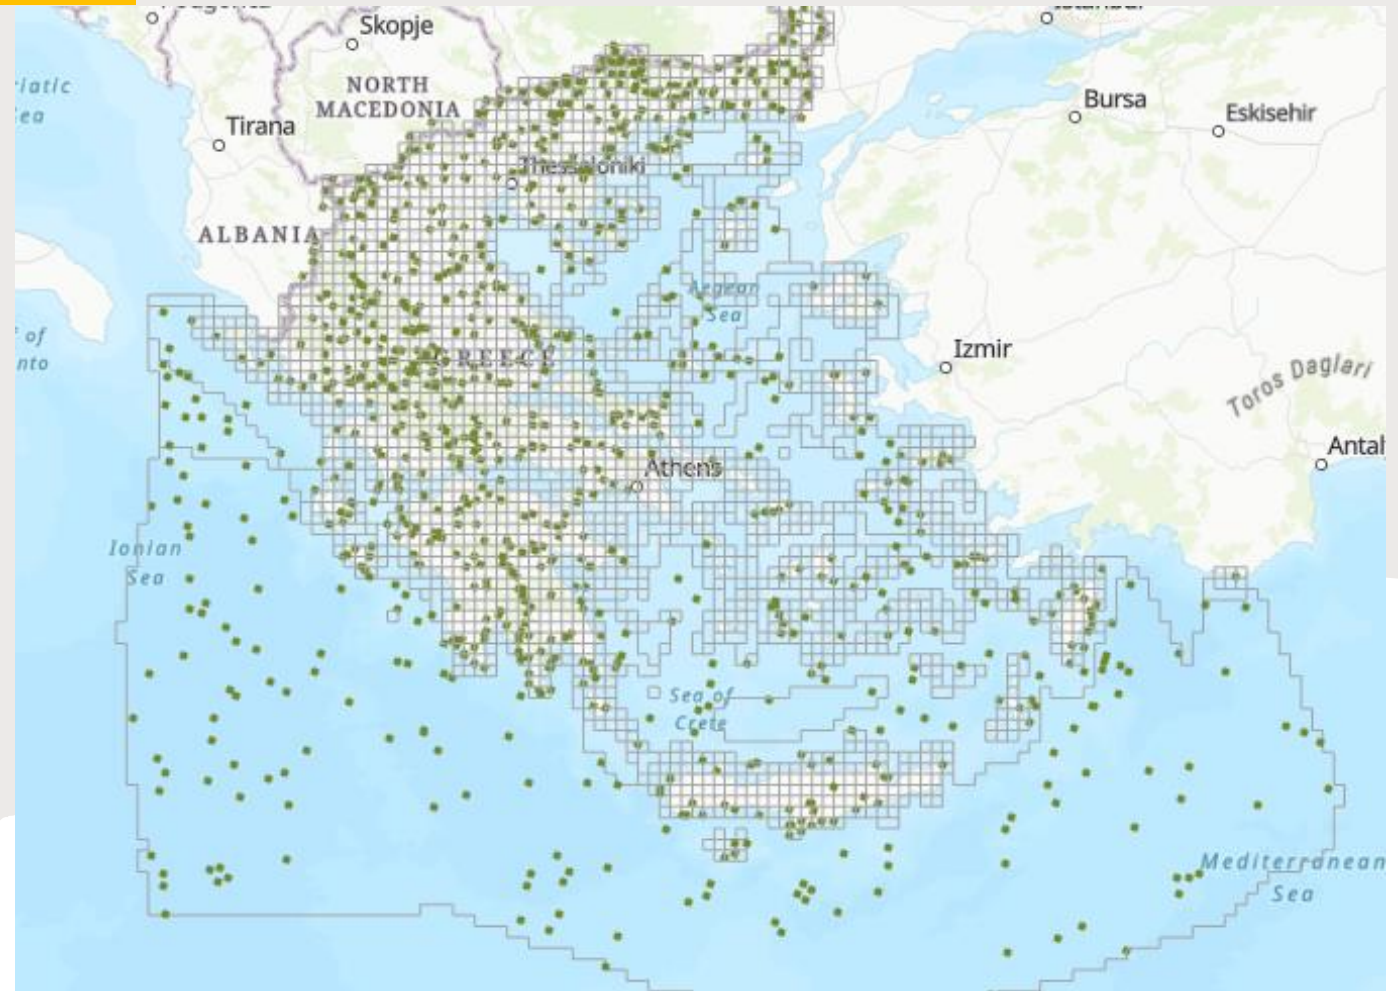 Skopje
NORTH
MACEDONIA
Tirana
Bursa
Eskisehir
Thessaloniki
ALBANIA
Aegean
Sea
of
GREECE
Izmir
Toros Daglari
Athens
Ionian
Sea
Sea of
Crete
Mediterranean
Sea